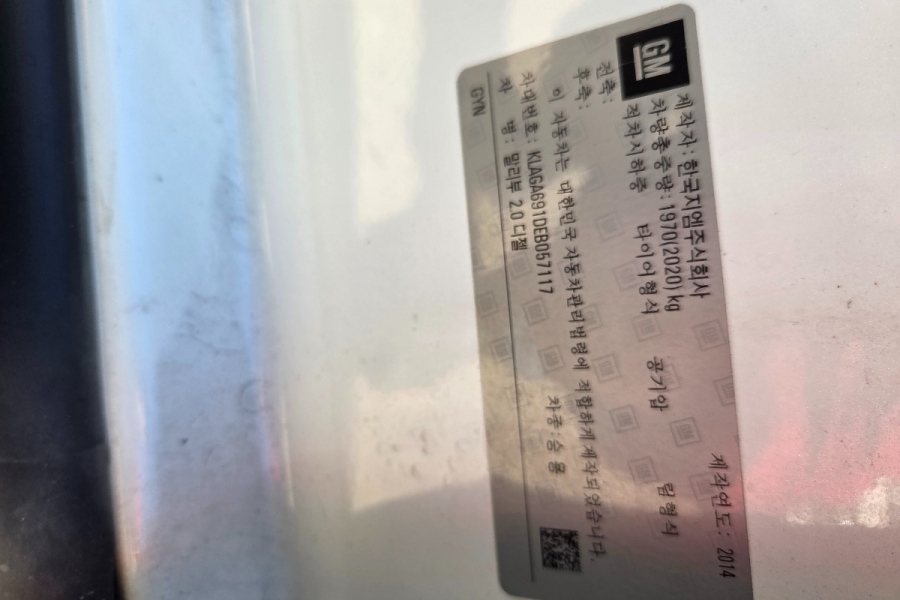 GM
제작자: 한국지엠주식회사 제작연도: 2014
차량총중량: 1970(2020) kg
적차시하중 타이어형식 공기압 림형식
전축:
후축:
이 자동차는 대한민국 자동차관리법령에 적합하게 제작되었습니다.
차대번호: KLAGA691DEB057117 차종: 승용
차 명: 말리부 2.0 디젤
GYN